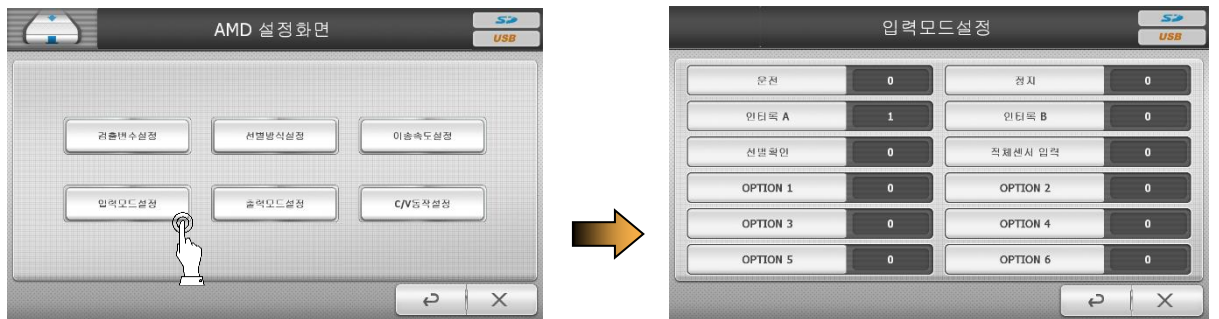 AMD 설정화면
SD
USB
검출변수설정
선별방식설정
이송속도설정
입력모드설정
출력모드설정
C/V동작설정
입력모드설정
SD
USB
운전 0
정지 0
인터록 A 1
인터록 B 0
선별확인 0
적체센서 입력 0
OPTION 1 0
OPTION 2 0
OPTION 3 0
OPTION 4 0
OPTION 5 0
OPTION 6 0